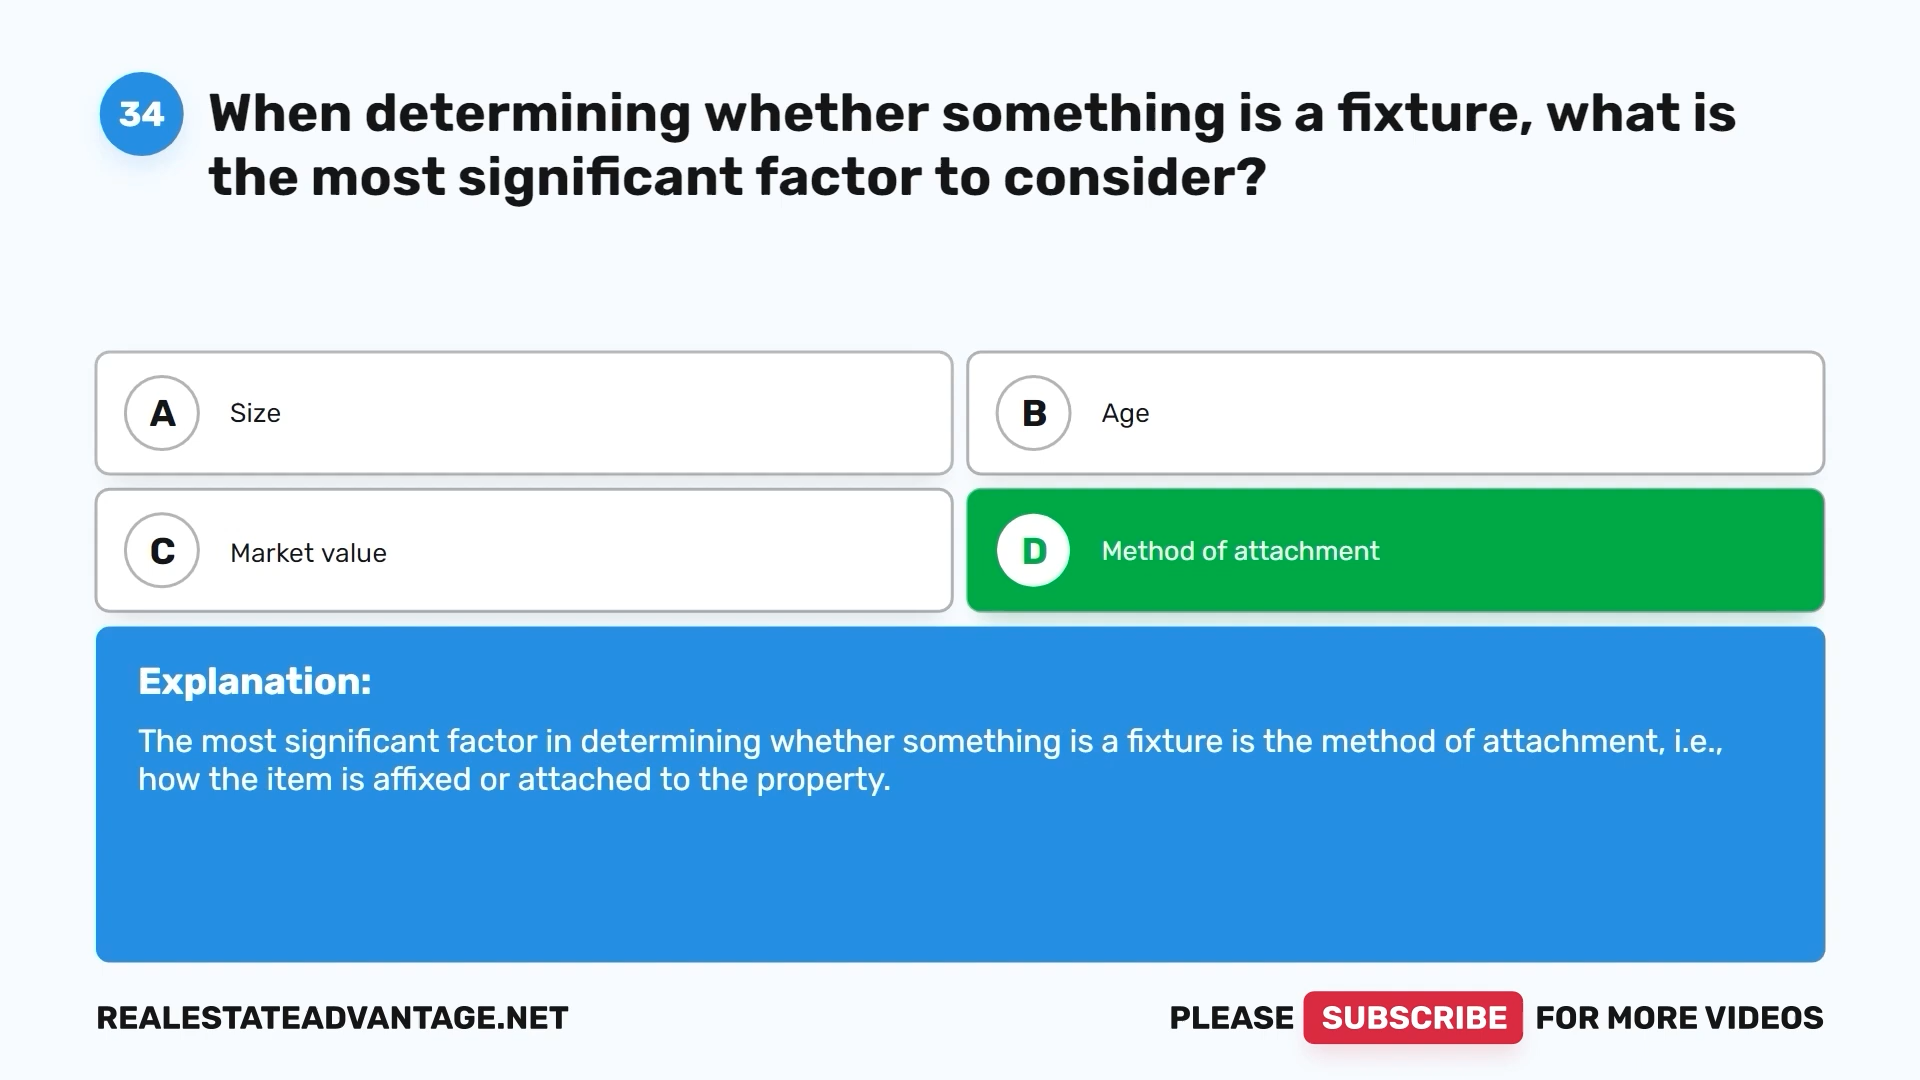 34
When determining whether something is a fixture, what is
the most significant factor to consider?
A Size
B Age
C Market value
D Method of attachment
Explanation:
The most significant factor in determining whether something is a fixture is the method of attachment, i.e.,
how the item is affixed or attached to the property.
REALESTATEADVANTAGE.NET
PLEASE SUBSCRIBE FOR MORE VIDEOS